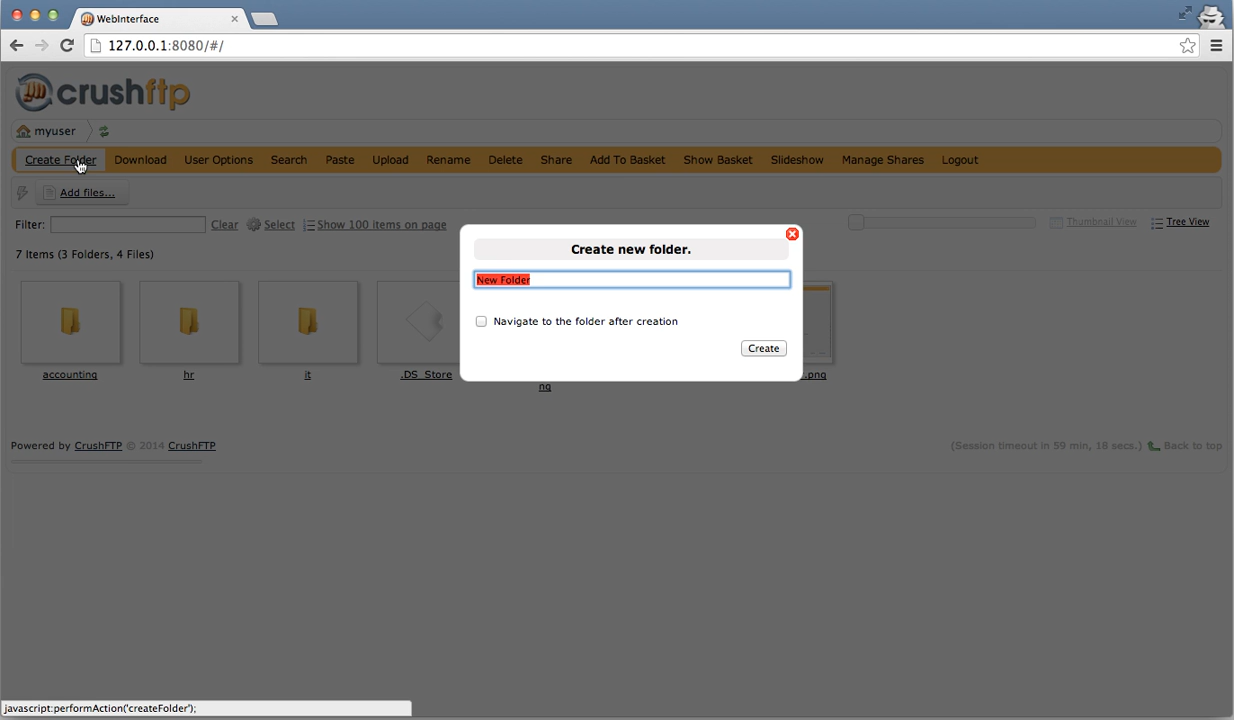 WebInterface
127.0.0.1:8080/#/
crushftp
myuser
Create Folder Download User Options Search Paste Upload Rename Delete Share Add To Basket Show Basket Slideshow Manage Shares Logout
Add files...
Filter: Clear Select Show 100 items on page Thumbnail View Tree View
7 Items (3 Folders, 4 Files)
Create new folder.
New Folder
Navigate to the folder after creation
Create
accounting hr it .DS_Store .png
ng
Powered by CrushFTP © 2014 CrushFTP (Session timeout in 59 min, 18 secs.) Back to top
javascript:performAction('createFolder');